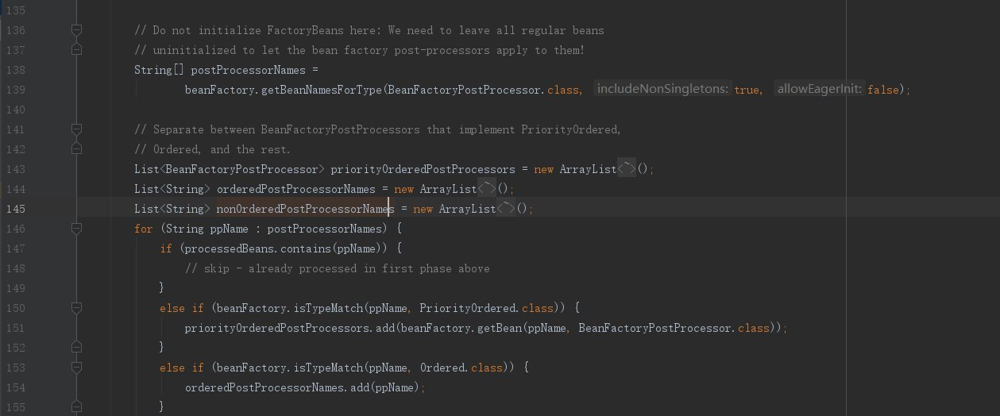 135
136 // Do not initialize FactoryBeans here: We need to leave all regular beans
137 // uninitialized to let the bean factory post-processors apply to them!
138 String[] postProcessorNames =
139 beanFactory.getBeanNamesForType(BeanFactoryPostProcessor.class, includeNonSingletons: true, allowEagerInit: false);
140
141 // Separate between BeanFactoryPostProcessors that implement PriorityOrdered,
142 // Ordered, and the rest.
143 List<BeanFactoryPostProcessor> priorityOrderedPostProcessors = new ArrayList<~>();
144 List<String> orderedPostProcessorNames = new ArrayList<~>();
145 List<String> nonOrderedPostProcessorNames = new ArrayList<~>();
146 for (String ppName : postProcessorNames) {
147 if (processedBeans.contains(ppName)) {
148 // skip - already processed in first phase above
149 }
150 else if (beanFactory.isTypeMatch(ppName, PriorityOrdered.class)) {
151 priorityOrderedPostProcessors.add(beanFactory.getBean(ppName, BeanFactoryPostProcessor.class));
152 }
153 else if (beanFactory.isTypeMatch(ppName, Ordered.class)) {
154 orderedPostProcessorNames.add(ppName);
155 }